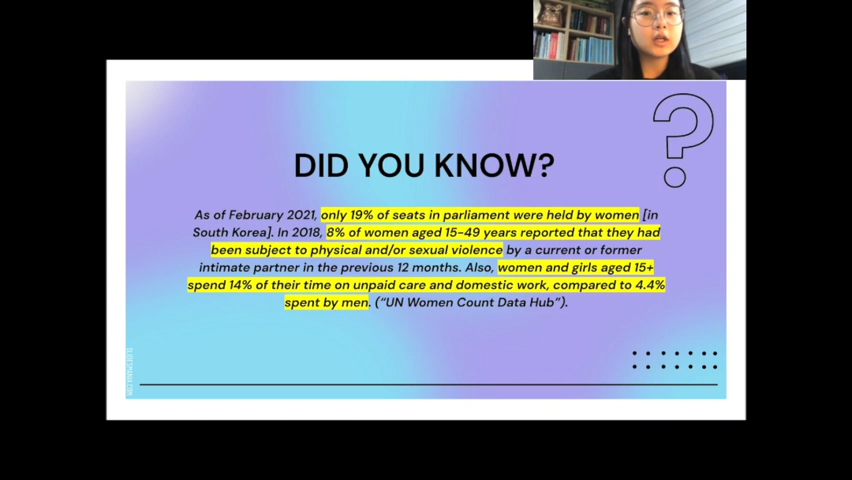 DID YOU KNOW?
As of February 2021, only 19% of seats in parliament were held by women [in
South Korea]. In 2018, 8% of women aged 15-49 years reported that they had
been subject to physical and/or sexual violence by a current or former
intimate partner in the previous 12 months. Also, women and girls aged 15+
spend 14% of their time on unpaid care and domestic work, compared to 4.4%
spent by men. (“UN Women Count Data Hub”).
SLIDESMANIA.COM
?